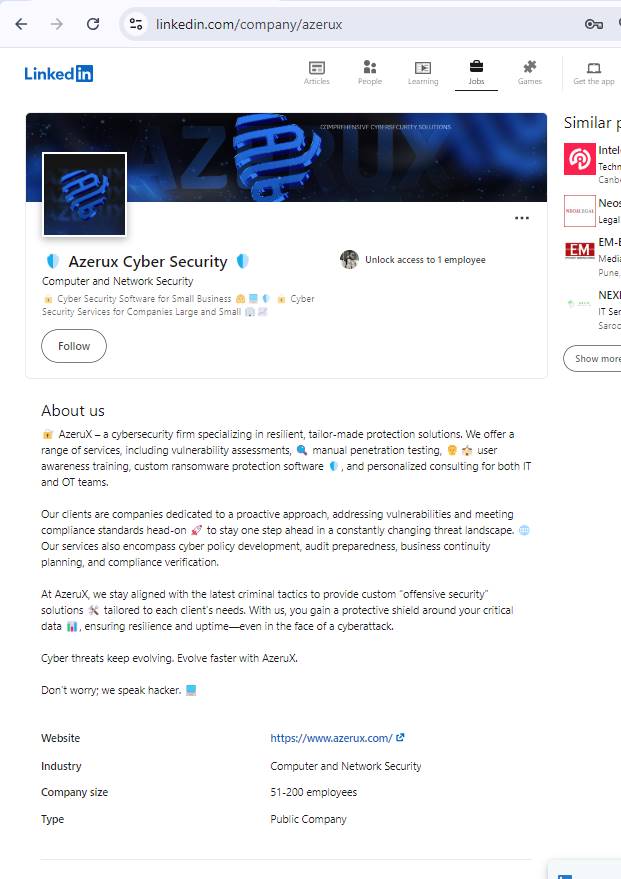 linkedin.com/company/azerux
Linked in
Articles
People
Learning
Jobs
Games
Get the app
COMPREHENSIVE CYBERSECURITY SOLUTIONS
AZERUX
Azerux Cyber Security
Unlock access to 1 employee
Computer and Network Security
Cyber Security Software for Small Business Cyber
Security Services for Companies Large and Small
Follow
Similar p
Intel
Techn
Canb
NEOSLEGAL
Neos
Legal
EM
EM-E
Media
Pune,
NEXI
IT Ser
Saroo
Show more
About us
AzeruX – a cybersecurity firm specializing in resilient, tailor-made protection solutions. We offer a
range of services, including vulnerability assessments, 🔍 manual penetration testing, user
awareness training, custom ransomware protection software 🛡️, and personalized consulting for both IT
and OT teams.
Our clients are companies dedicated to a proactive approach, addressing vulnerabilities and meeting
compliance standards head-on 🚀 to stay one step ahead in a constantly changing threat landscape. 🌐
Our services also encompass cyber policy development, audit preparedness, business continuity
planning, and compliance verification.
At AzeruX, we stay aligned with the latest criminal tactics to provide custom “offensive security”
solutions 🛠️ tailored to each client’s needs. With us, you gain a protective shield around your critical
data 📊, ensuring resilience and uptime—even in the face of a cyberattack.
Cyber threats keep evolving. Evolve faster with AzeruX.
Don’t worry; we speak hacker. 💻
Website
https://www.azerux.com/
Industry
Computer and Network Security
Company size
51-200 employees
Type
Public Company